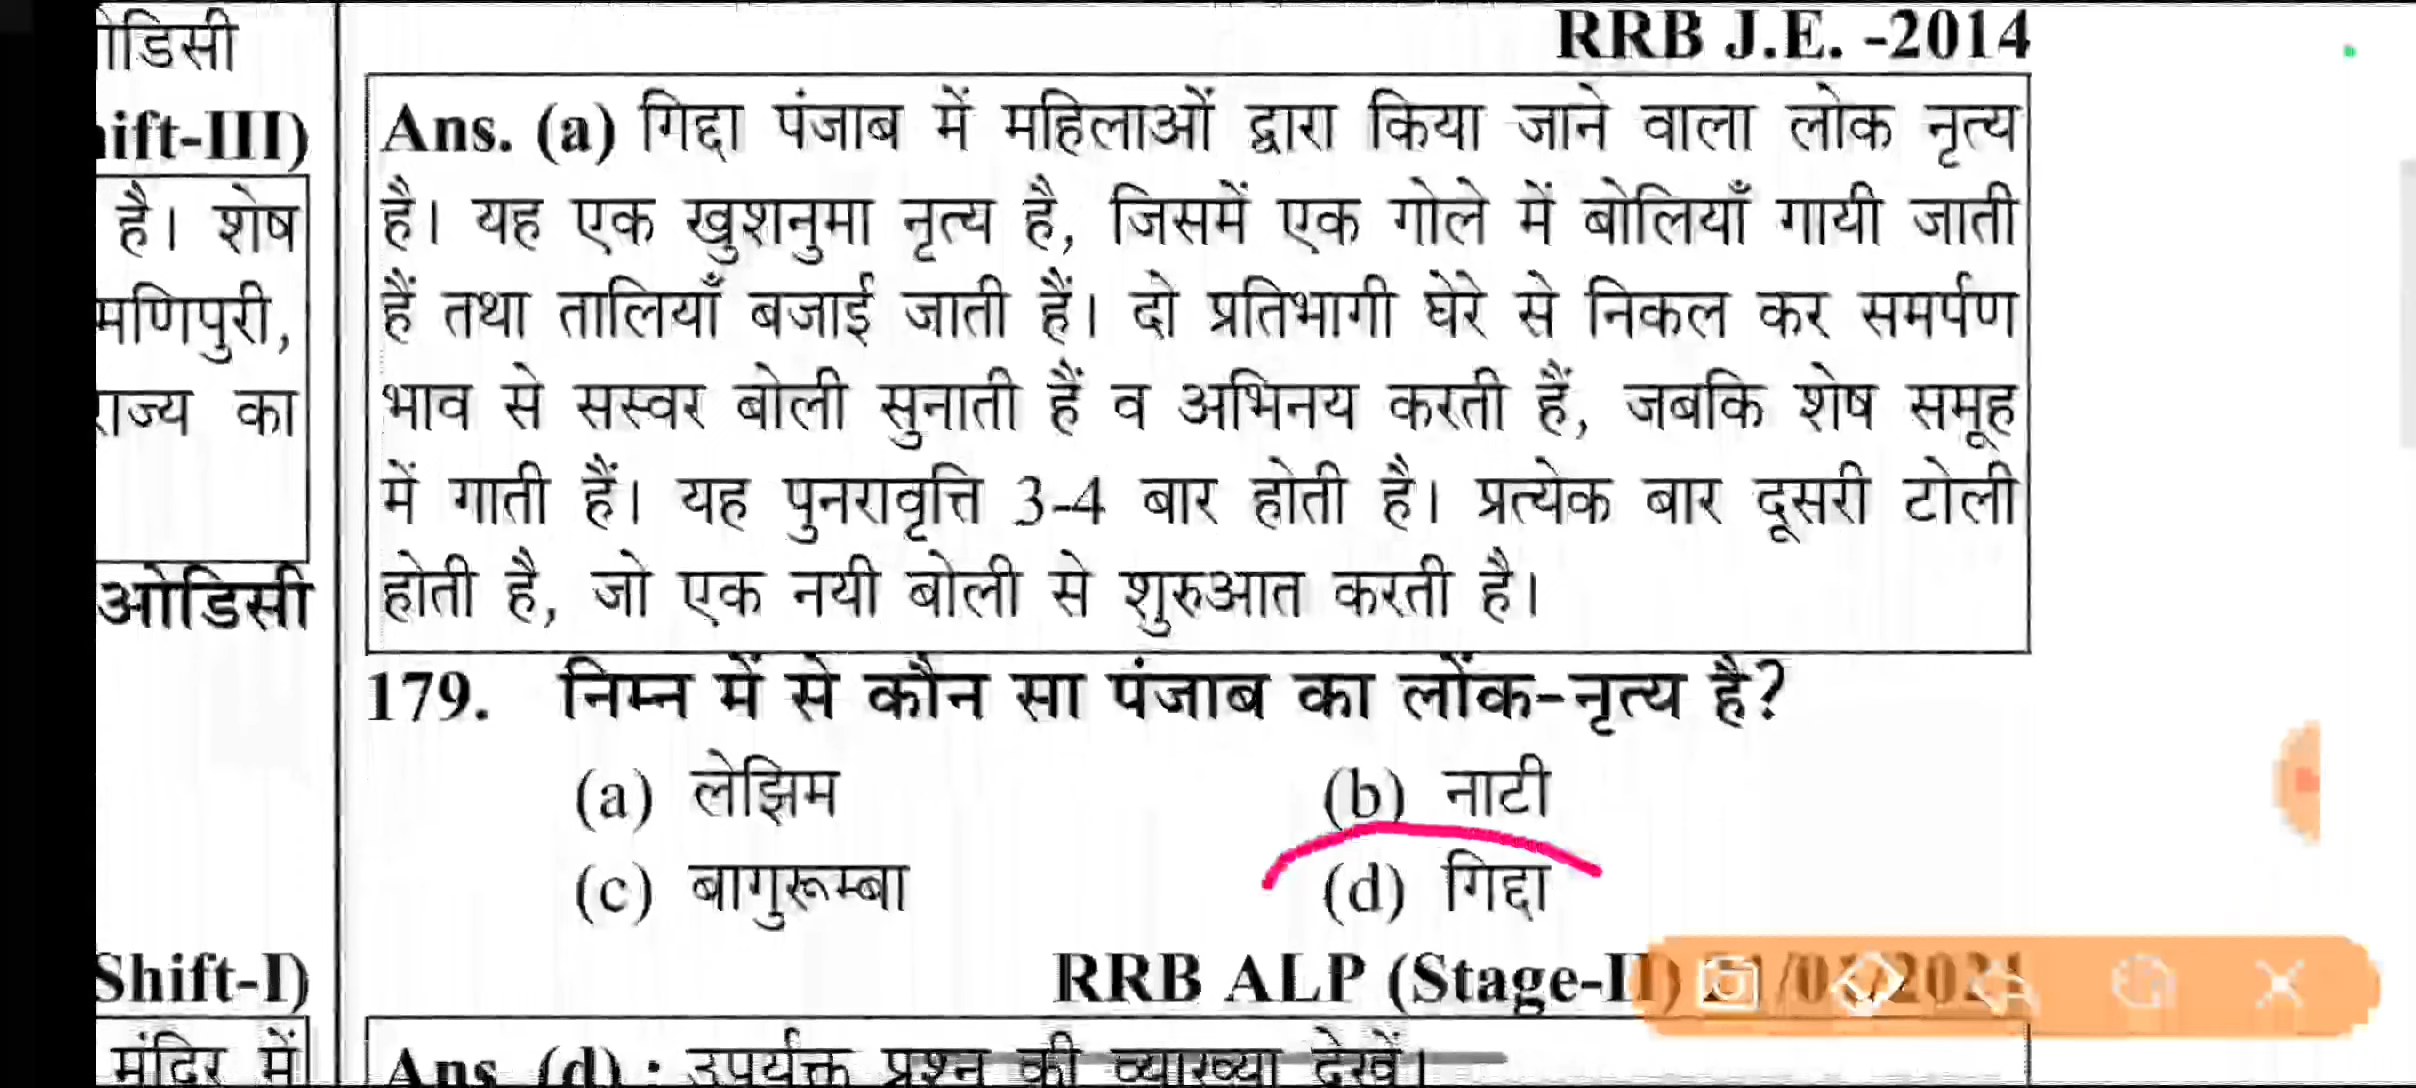 ोडिसी
hift-III)
है। शेष
मणिपुरी,
राज्य का
ओडिसी
Shift-I)
मंदिर में
RRB J.E. -2014
Ans. (a) गिद्दा पंजाब में महिलाओं द्वारा किया जाने वाला लोक नृत्य
है। यह एक खुशनुमा नृत्य है, जिसमें एक गोले में बोलियाँ गायी जाती
हैं तथा तालियाँ बजाई जाती हैं। दो प्रतिभागी घेरे से निकल कर समर्पण
भाव से सस्वर बोली सुनाती हैं व अभिनय करती हैं, जबकि शेष समूह
में गाती हैं। यह पुनरावृत्ति 3-4 बार होती है। प्रत्येक बार दूसरी टोली
होती है, जो एक नयी बोली से शुरुआत करती है।
179. निम्न में से कौन सा पंजाब का लोंक-नृत्य है?
(a) लेझिम (b) नाटी
(c) बागुरूम्बा (d) गिद्दा
RRB ALP (Stage-II)
Ans. (d) : उपर्युक्त प्रश्न की व्याख्या देखें।